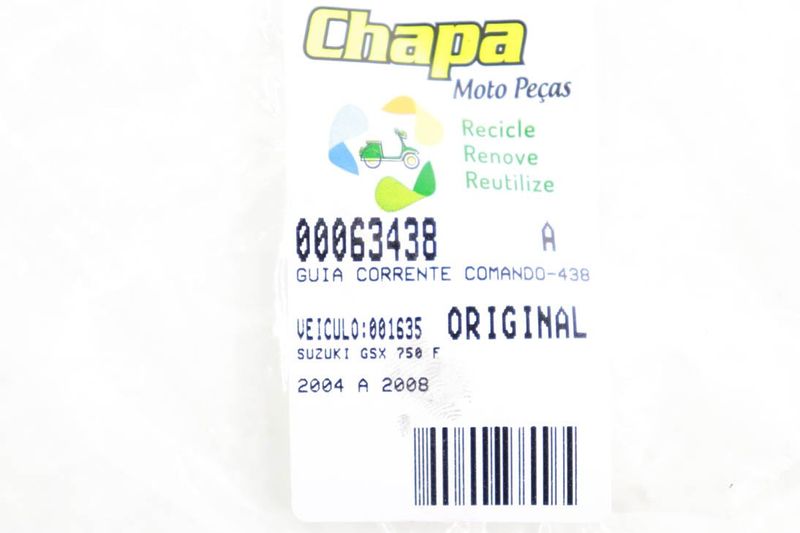 Chapa
Moto Peças
Recicle
Renove
Reutilize
00063438 A
GUIA CORRENTE COMANDO-438
VEICULO:001635 ORIGINAL
SUZUKI GSX 750 F
2004 A 2008